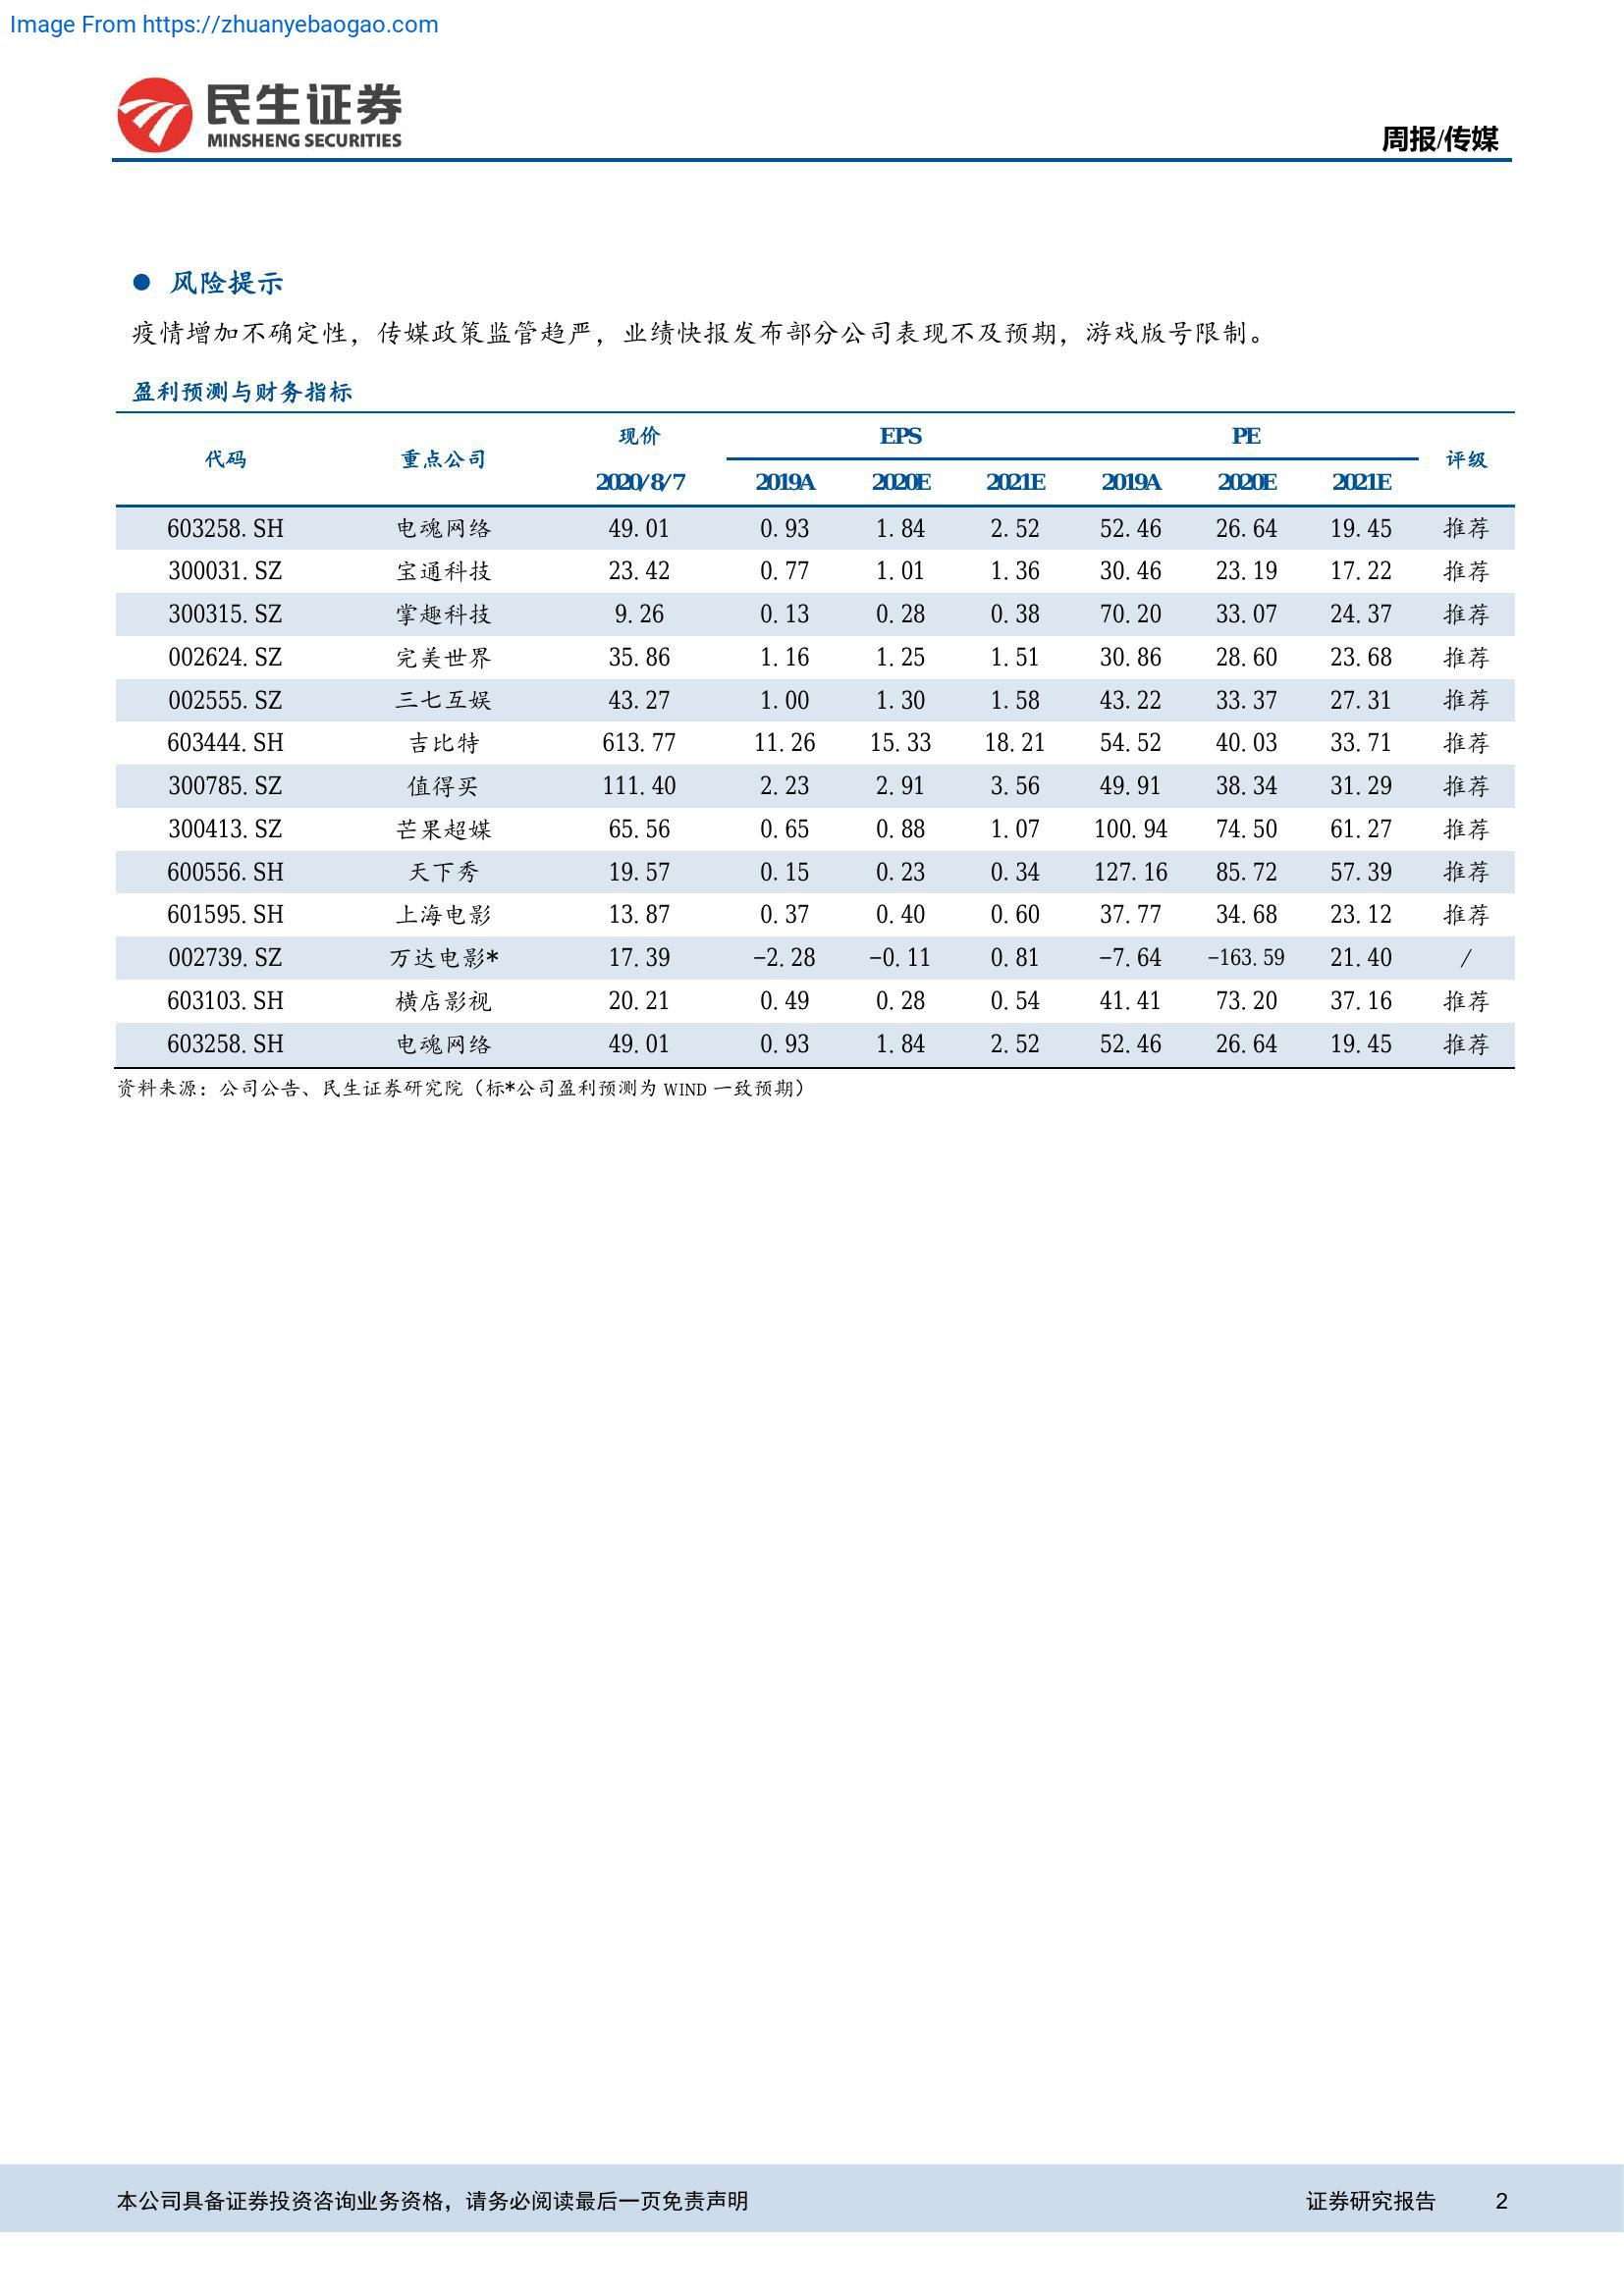 Image From https://zhuanyebaogao.com
民生证券
MINSHENG SECURITIES
周报/传媒
● 风险提示
疫情增加不确定性，传媒政策监管趋严，业绩快报发布部分公司表现不及预期，游戏版号限制。
盈利预测与财务指标
代码 重点公司 现价 EPS PE 评级
2020/8/7 2019A 2020E 2021E 2019A 2020E 2021E
603258.SH 电魂网络 49.01 0.93 1.84 2.52 52.46 26.64 19.45 推荐
300031.SZ 宝通科技 23.42 0.77 1.01 1.36 30.46 23.19 17.22 推荐
300315.SZ 掌趣科技 9.26 0.13 0.28 0.38 70.20 33.07 24.37 推荐
002624.SZ 完美世界 35.86 1.16 1.25 1.51 30.86 28.60 23.68 推荐
002555.SZ 三七互娱 43.27 1.00 1.30 1.58 43.22 33.37 27.31 推荐
603444.SH 吉比特 613.77 11.26 15.33 18.21 54.52 40.03 33.71 推荐
300785.SZ 值得买 111.40 2.23 2.91 3.56 49.91 38.34 31.29 推荐
300413.SZ 芒果超媒 65.56 0.65 0.88 1.07 100.94 74.50 61.27 推荐
600556.SH 天下秀 19.57 0.15 0.23 0.34 127.16 85.72 57.39 推荐
601595.SH 上海电影 13.87 0.37 0.40 0.60 37.77 34.68 23.12 推荐
002739.SZ 万达电影* 17.39 -2.28 -0.11 0.81 -7.64 -163.59 21.40 /
603103.SH 横店影视 20.21 0.49 0.28 0.54 41.41 73.20 37.16 推荐
603258.SH 电魂网络 49.01 0.93 1.84 2.52 52.46 26.64 19.45 推荐
资料来源：公司公告、民生证券研究院（标*公司盈利预测为 WIND 一致预期）
本公司具备证券投资咨询业务资格，请务必阅读最后一页免责声明 证券研究报告 2